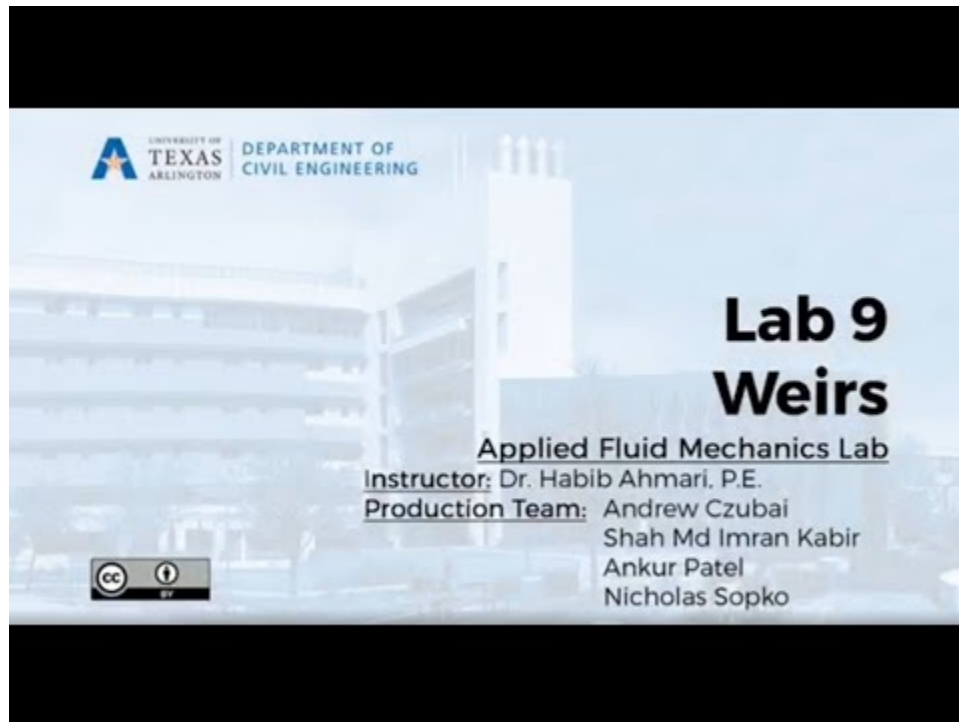 UNIVERSITY OF
TEXAS
ARLINGTON
DEPARTMENT OF
CIVIL ENGINEERING
Lab 9
Weirs
Applied Fluid Mechanics Lab
Instructor: Dr. Habib Ahmari, P.E.
Production Team: Andrew Czubai
Shah Md Imran Kabir
Ankur Patel
Nicholas Sopko
cc
BY